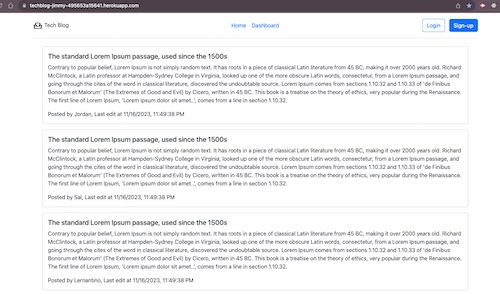 techblog-jimmy-495653a15641.herokuapp.com
Tech Blog
Home Dashboard
Login Sign-up
The standard Lorem Ipsum passage, used since the 1500s
Contrary to popular belief, Lorem Ipsum is not simply random text. It has roots in a piece of classical Latin literature from 45 BC, making it over 2000 years old. Richard
McClintock, a Latin professor at Hampden-Sydney College in Virginia, looked up one of the more obscure Latin words, consectetur, from a Lorem Ipsum passage, and
going through the cites of the word in classical literature, discovered the undoubtable source. Lorem Ipsum comes from sections 1.10.32 and 1.10.33 of 'de Finibus
Bonorum et Malorum' (The Extremes of Good and Evil) by Cicero, written in 45 BC. This book is a treatise on the theory of ethics, very popular during the Renaissance.
The first line of Lorem Ipsum, 'Lorem ipsum dolor sit amet..', comes from a line in section 1.10.32.
Posted by Jordan, Last edit at 11/16/2023, 11:49:38 PM
The standard Lorem Ipsum passage, used since the 1500s
Contrary to popular belief, Lorem Ipsum is not simply random text. It has roots in a piece of classical Latin literature from 45 BC, making it over 2000 years old. Richard
McClintock, a Latin professor at Hampden-Sydney College in Virginia, looked up one of the more obscure Latin words, consectetur, from a Lorem Ipsum passage, and
going through the cites of the word in classical literature, discovered the undoubtable source. Lorem Ipsum comes from sections 1.10.32 and 1.10.33 of 'de Finibus
Bonorum et Malorum' (The Extremes of Good and Evil) by Cicero, written in 45 BC. This book is a treatise on the theory of ethics, very popular during the Renaissance.
The first line of Lorem Ipsum, 'Lorem ipsum dolor sit amet..', comes from a line in section 1.10.32.
Posted by Sal, Last edit at 11/16/2023, 11:49:38 PM
The standard Lorem Ipsum passage, used since the 1500s
Contrary to popular belief, Lorem Ipsum is not simply random text. It has roots in a piece of classical Latin literature from 45 BC, making it over 2000 years old. Richard
McClintock, a Latin professor at Hampden-Sydney College in Virginia, looked up one of the more obscure Latin words, consectetur, from a Lorem Ipsum passage, and
going through the cites of the word in classical literature, discovered the undoubtable source. Lorem Ipsum comes from sections 1.10.32 and 1.10.33 of 'de Finibus
Bonorum et Malorum' (The Extremes of Good and Evil) by Cicero, written in 45 BC. This book is a treatise on the theory of ethics, very popular during the Renaissance.
The first line of Lorem Ipsum, 'Lorem ipsum dolor sit amet..', comes from a line in section 1.10.32.
Posted by Lernantino, Last edit at 11/16/2023, 11:49:38 PM